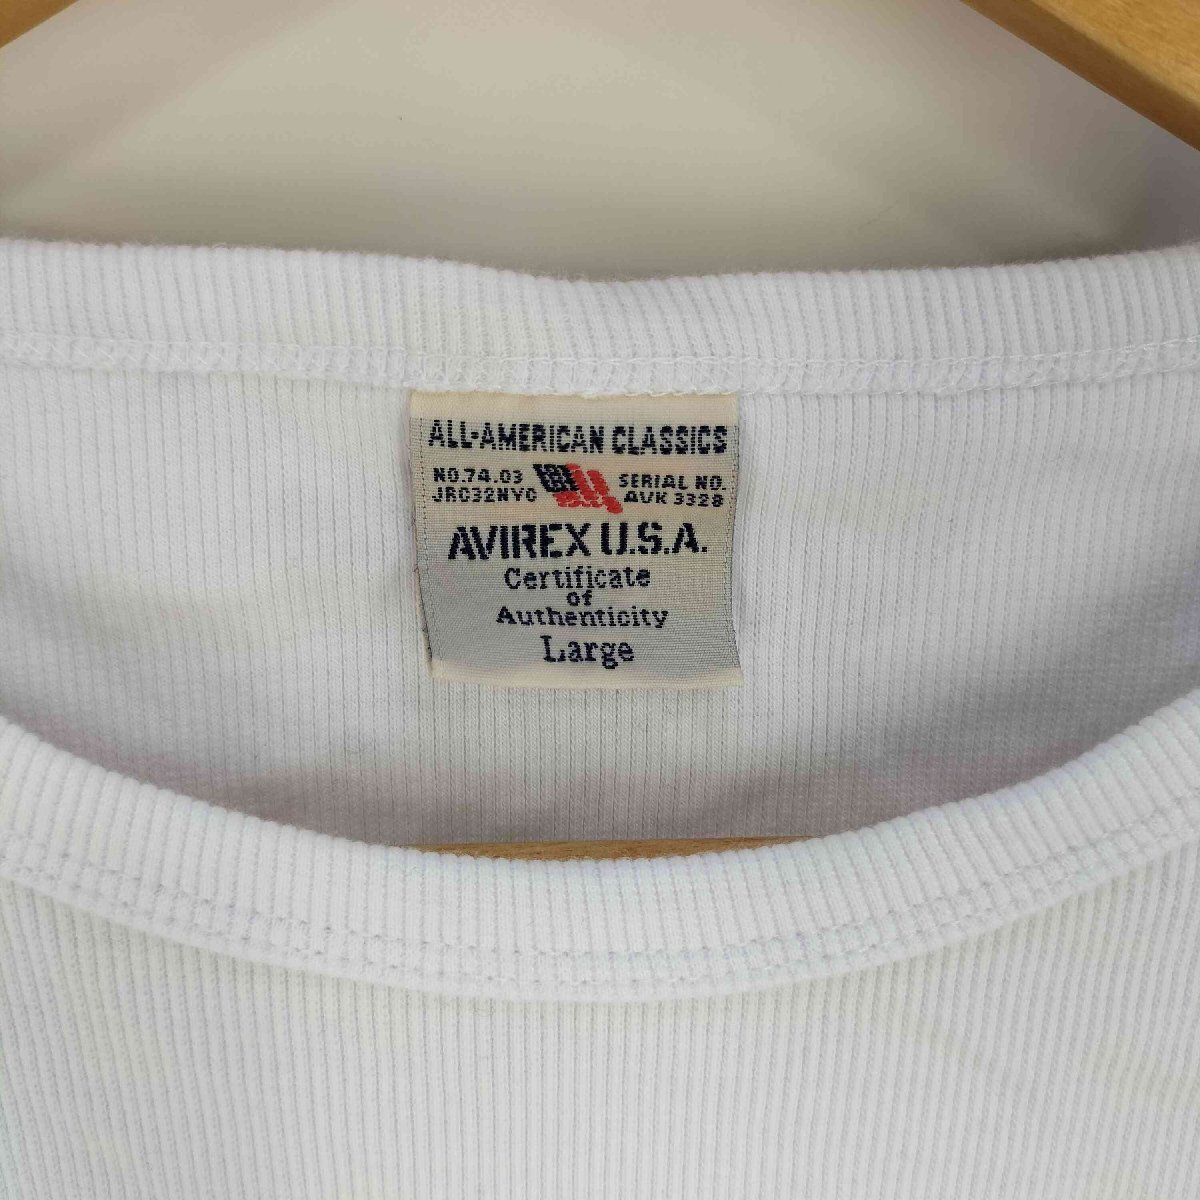 ALL-AMERICAN CLASSICS
NO.74.03
JRC32NYC
SERIAL NO.
AVK 3328
AVIREX U.S.A.
Certificate
of
Authenticity
Large